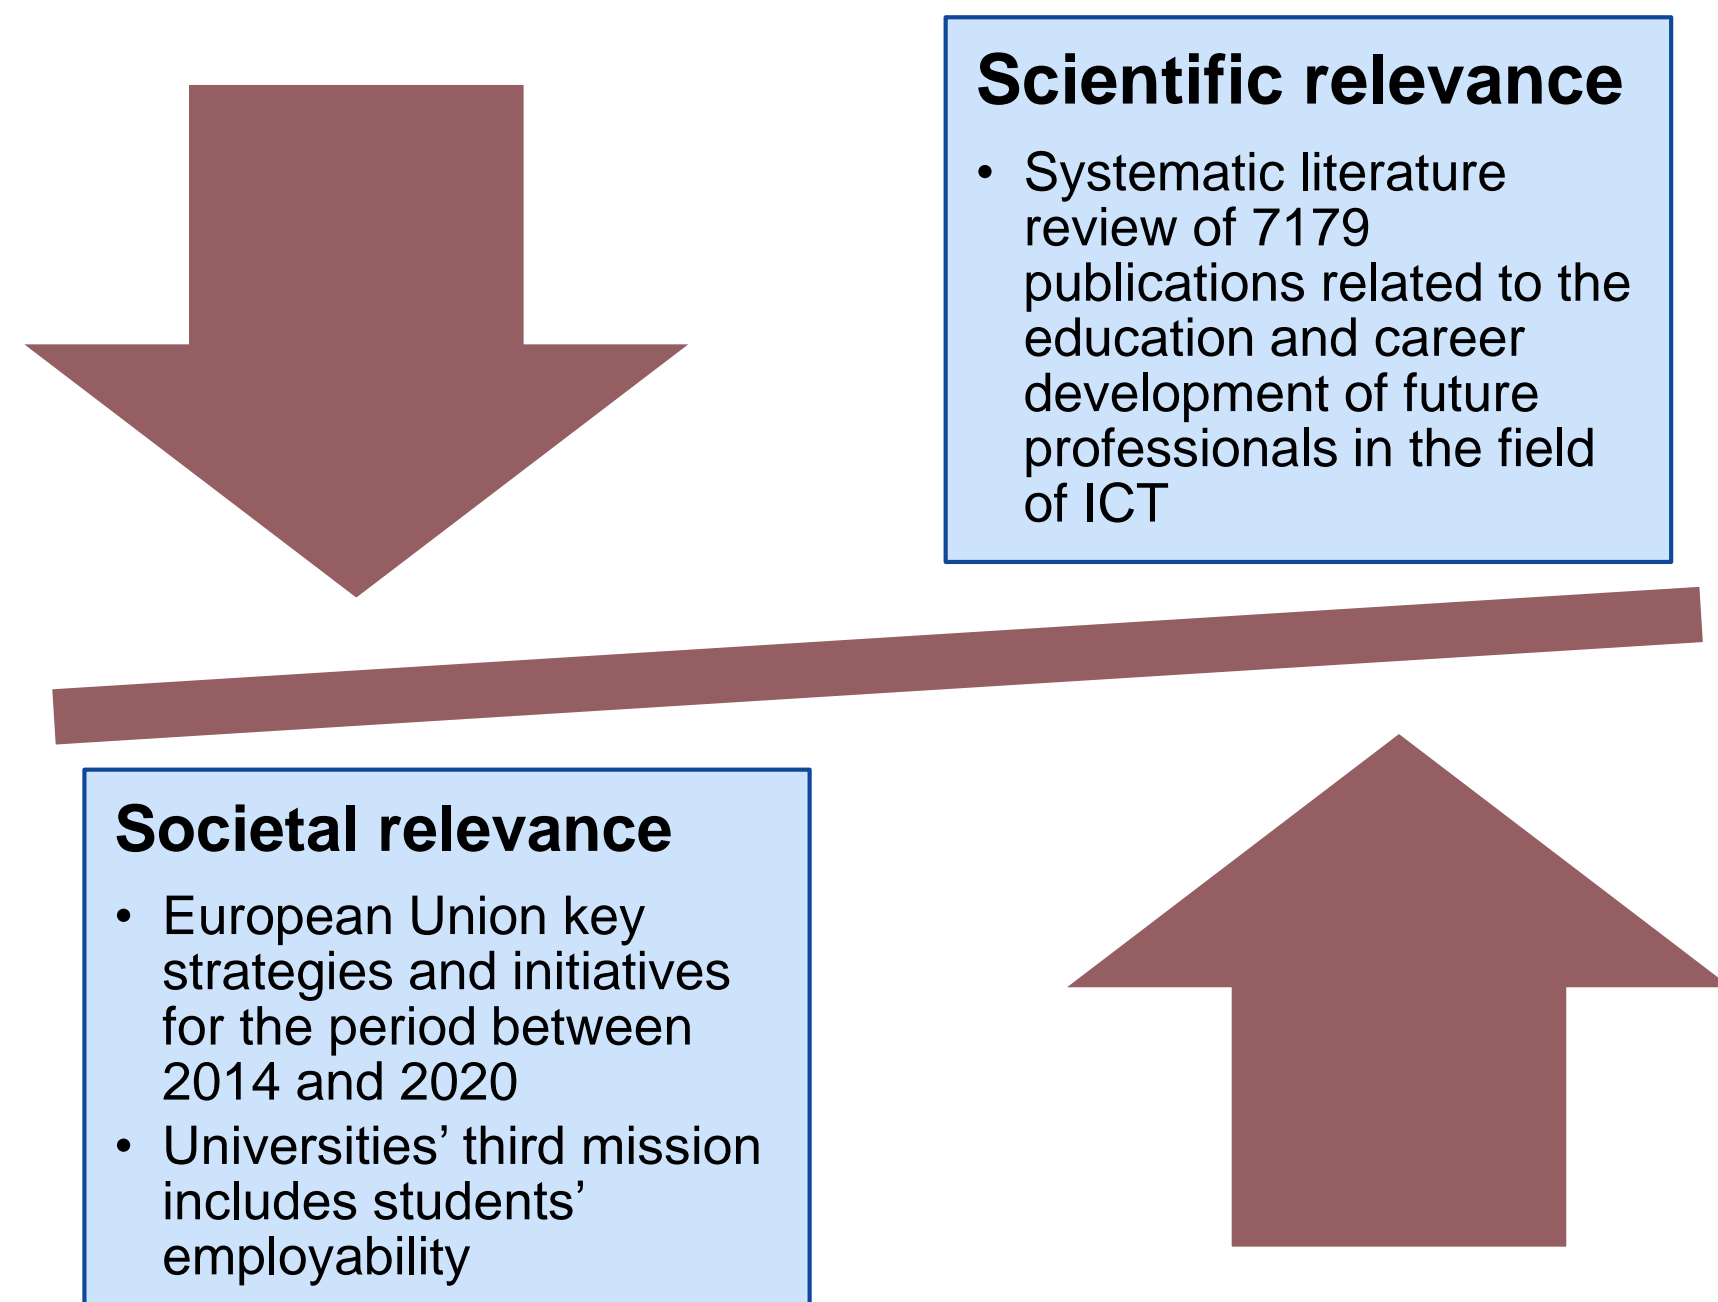 Scientific relevance
• Systematic literature
review of 7179
publications related to the
education and career
development of future
professionals in the field
of ICT
Societal relevance
• European Union key
strategies and initiatives
for the period between
2014 and 2020
• Universities’ third mission
includes students’
employability